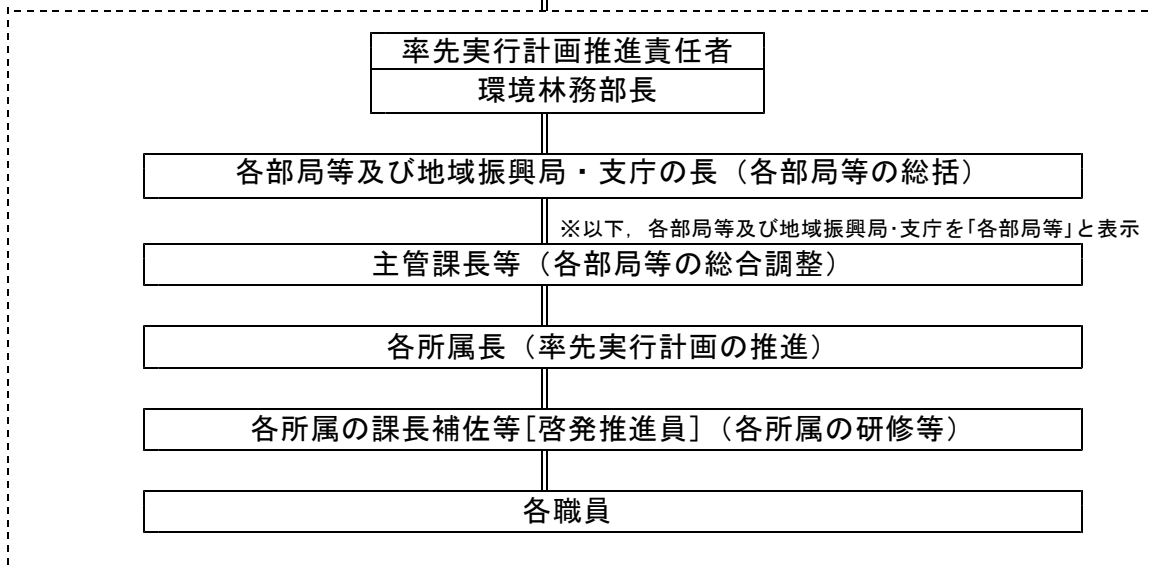 率先実行計画推進責任者
環境林務部長
各部局等及び地域振興局・支庁の長（各部局等の総括）
※以下，各部局等及び地域振興局・支庁を「各部局等」と表示
主管課長等（各部局等の総合調整）
各所属長（率先実行計画の推進）
各所属の課長補佐等[啓発推進員]（各所属の研修等）
各職員